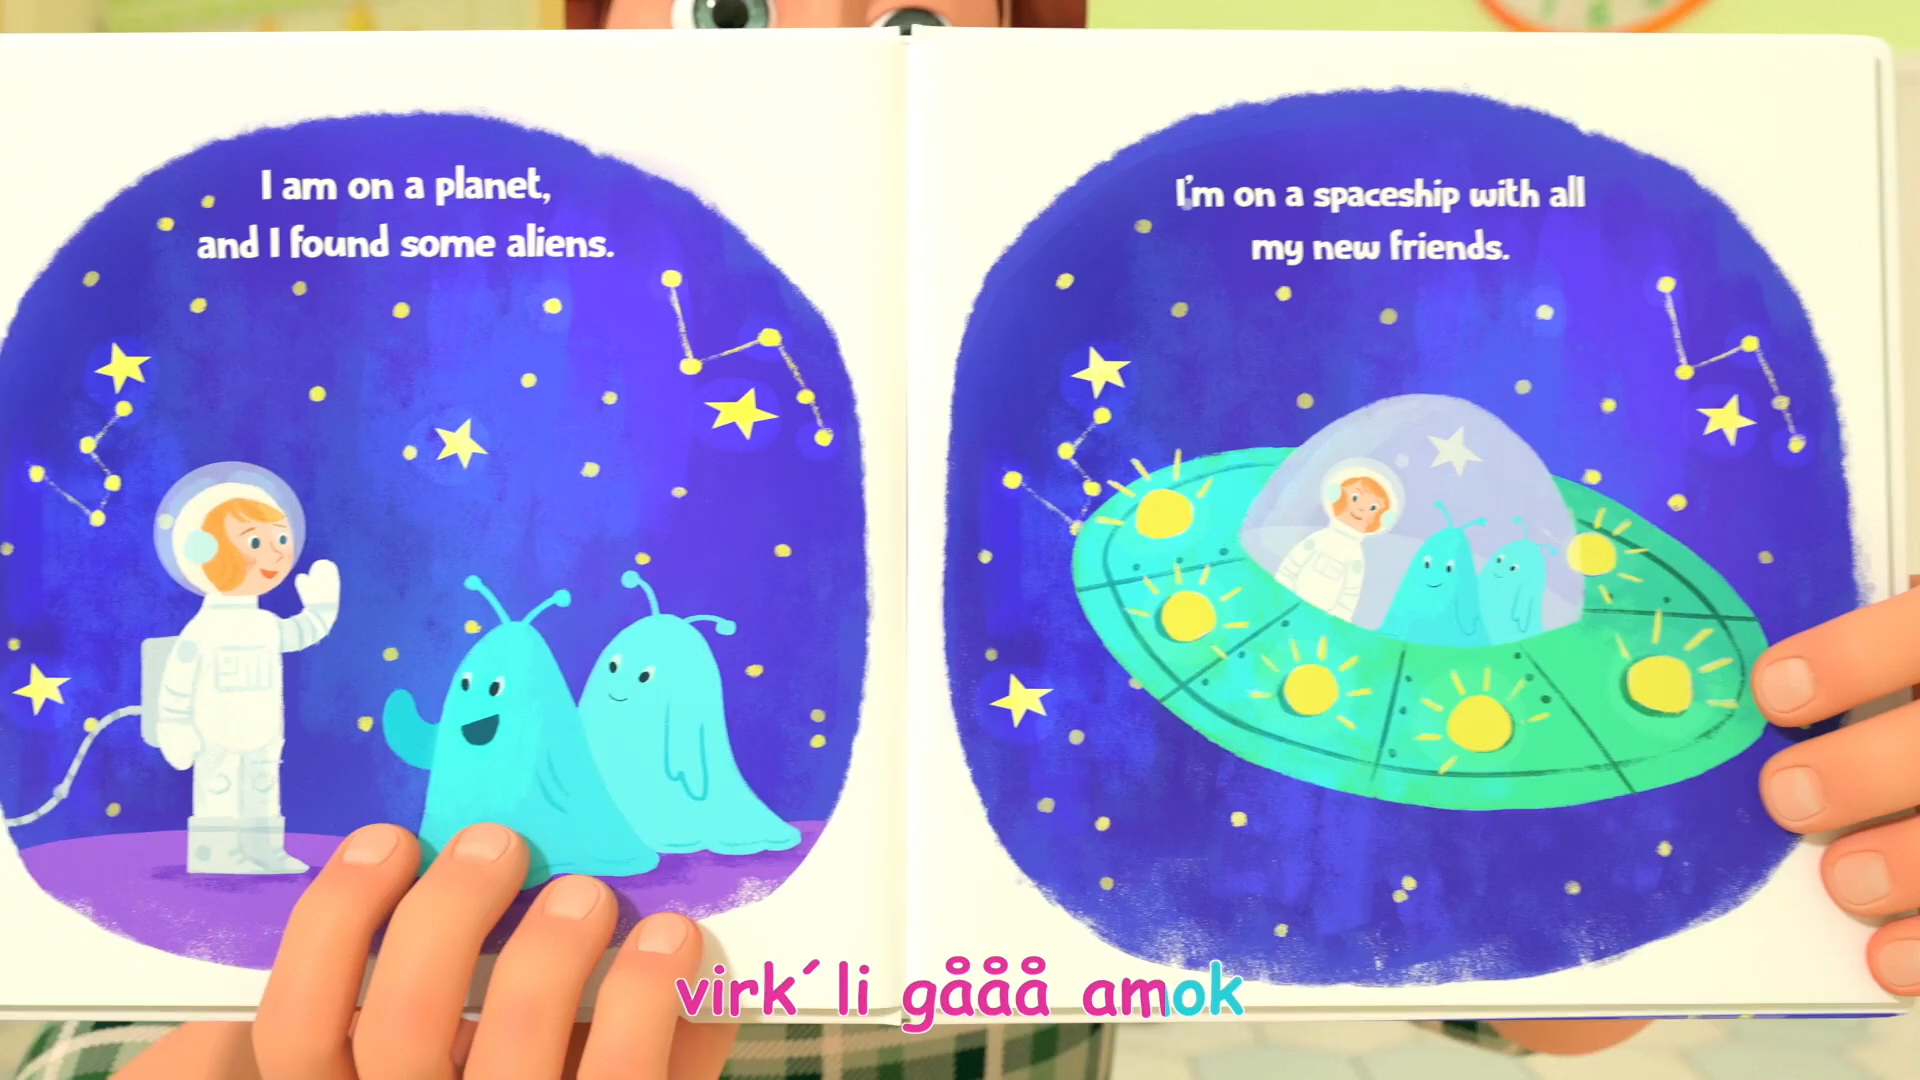 I am on a planet,
and I found some aliens.
I'm on a spaceship with all
my new friends.
virk´li gååå amok